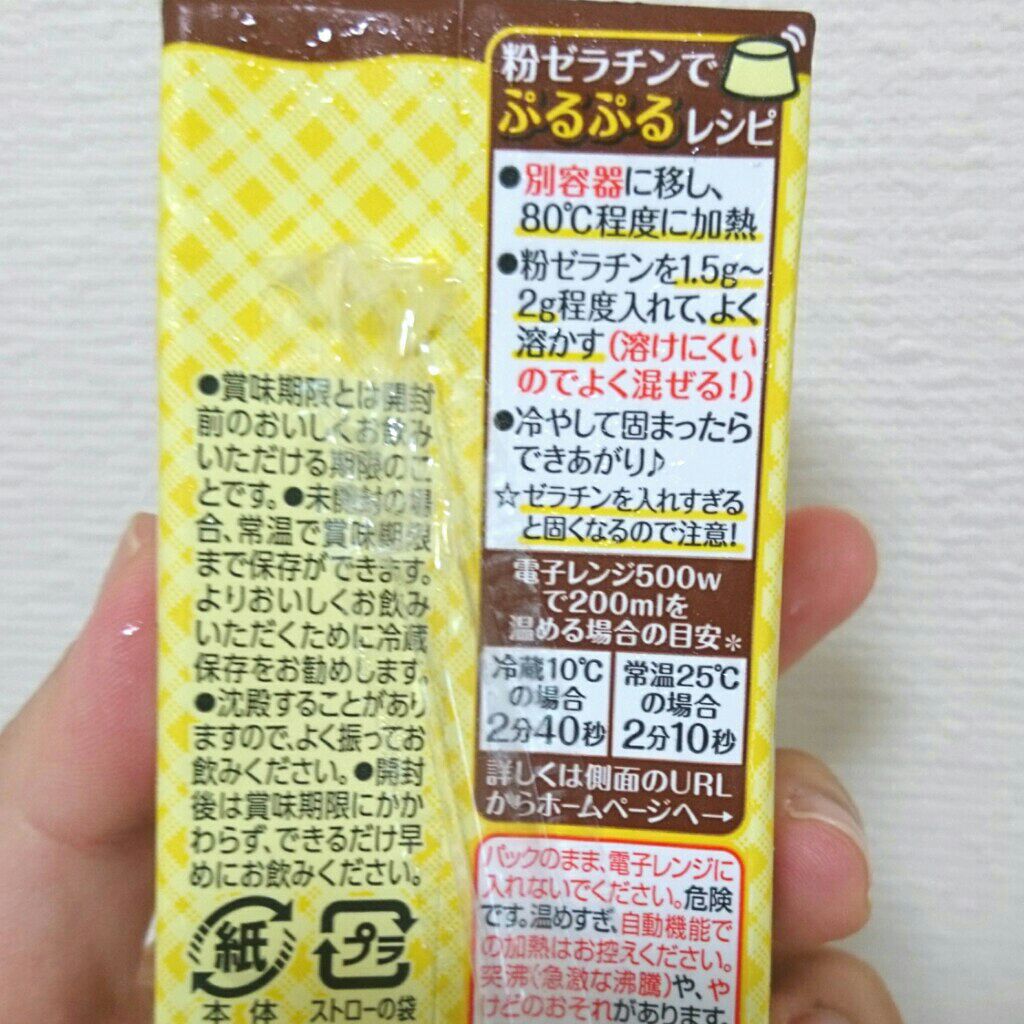 粉ゼラチンで
ぷるぷるレシピ
●別容器に移し、
80℃程度に加熱
●粉ゼラチンを1.5g～
2g程度入れて、よく
溶かす(溶けにくい
のでよく混ぜる!)
●冷やして固まったら
できあがり♪
☆ゼラチンを入れすぎる
と固くなるので注意!
電子レンジ500w
で200mlを
温める場合の目安*
冷蔵10℃
の場合
2分40秒
常温25℃
の場合
2分10秒
詳しくは側面のURL
からホームページへ→
パックのまま、電子レンジに
入れないでください。危険
です。温めすぎ、自動機能で
の加熱はお控えください。
突沸(急激な沸騰)や、や
けどのおそれがあります。
●賞味期限とは開封
前のおいしくお飲み
いただける期限のこ
とです。●未開封の場
合、常温で賞味期限
まで保存ができます。
よりおいしくお飲み
いただくために冷蔵
保存をお勧めします。
●沈殿することがあり
ますので、よく振ってお
飲みください。●開封
後は賞味期限にかか
わらず、できるだけ早
めにお飲みください。
紙
本体
プラ
ストローの袋